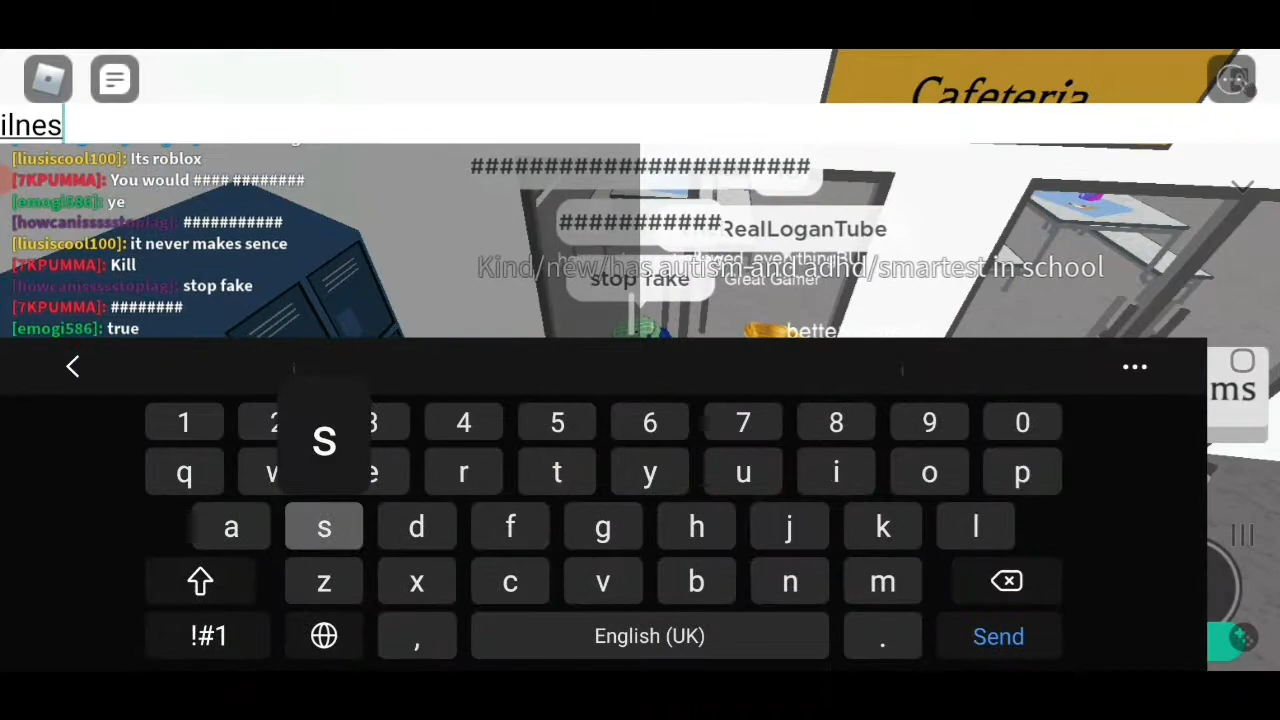 Cafeteria
ilnes
[liusiscool100]: Its roblox
[7KPUMMA]: You would #### ########
[emogi586]: ye
[howcanissssstoplag]: ###########
[liusiscool100]: it never makes sence
[7KPUMMA]: Kill
[howcanissssstoplag]: stop fake
[7KPUMMA]: ########
[emogi586]: true
######################
###########
RealLoganTube
Kind/new/has autism-and adhd/smartest in school
stop fake
Great Gamer
ms
1 2 3 4 5 6 7 8 9 0
s
q w e r t y u i o p
a s d f g h j k l
z x c v b n m
!#1 , English (UK) . Send